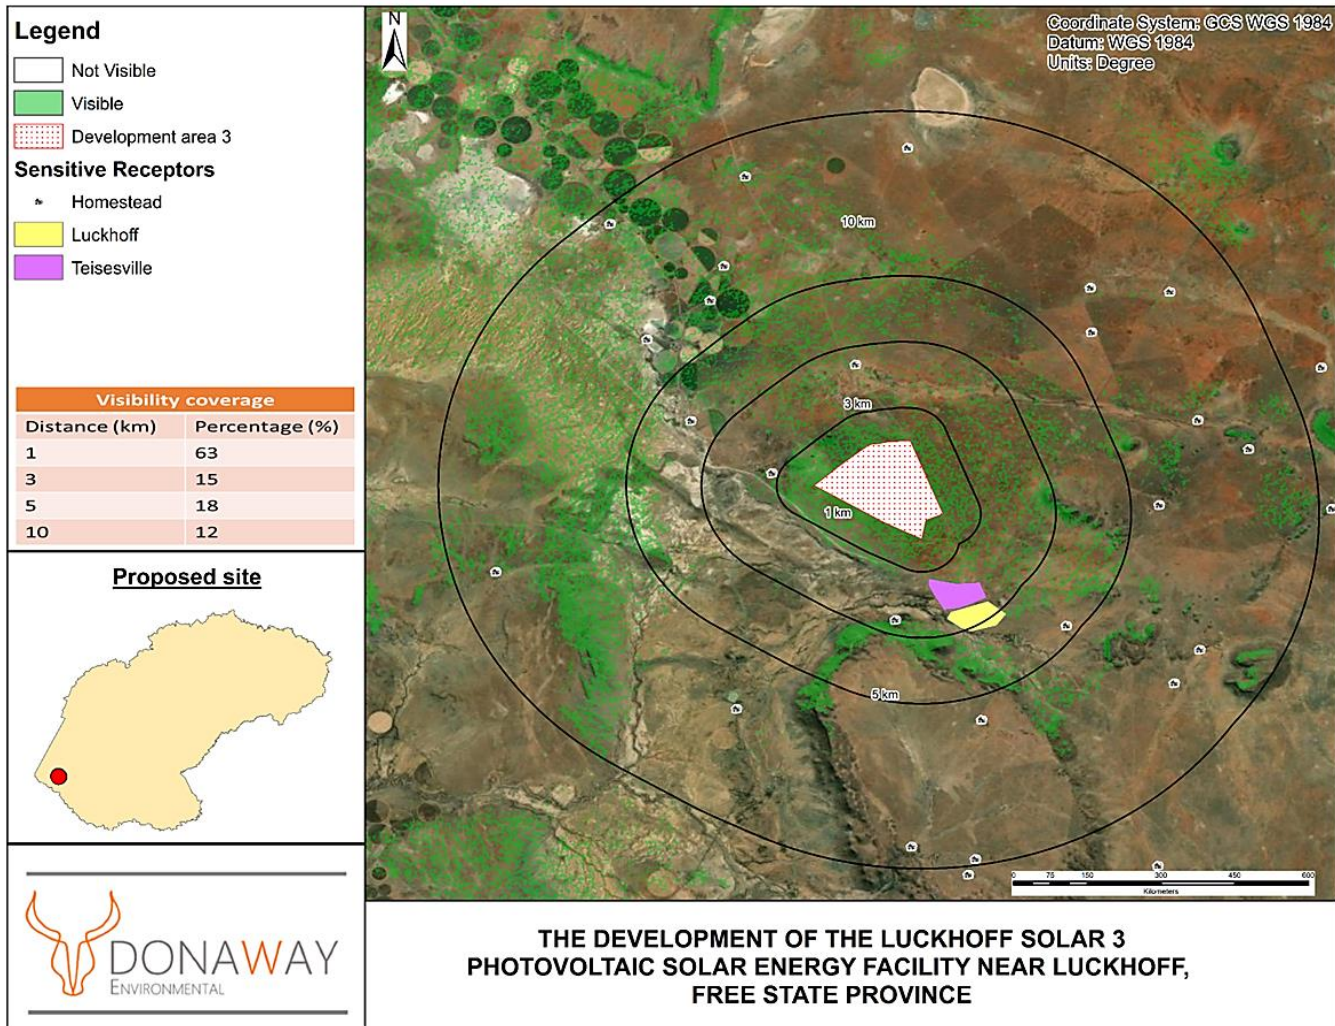 Legend
Not Visible
Visible
Development area 3
Sensitive Receptors
Homestead
Luckhoff
Teisesville
Visibility coverage
Distance (km) Percentage (%)
1 63
3 15
5 18
10 12
Proposed site
DONAWAY
ENVIRONMENTAL
N
Coordinate System: GCS WGS 1984
Datum: WGS 1984
Units: Degree
10 km
3 km
1 km
5 km
0 75 150 300 450 600
Kilometers
THE DEVELOPMENT OF THE LUCKHOFF SOLAR 3
PHOTOVOLTAIC SOLAR ENERGY FACILITY NEAR LUCKHOFF,
FREE STATE PROVINCE